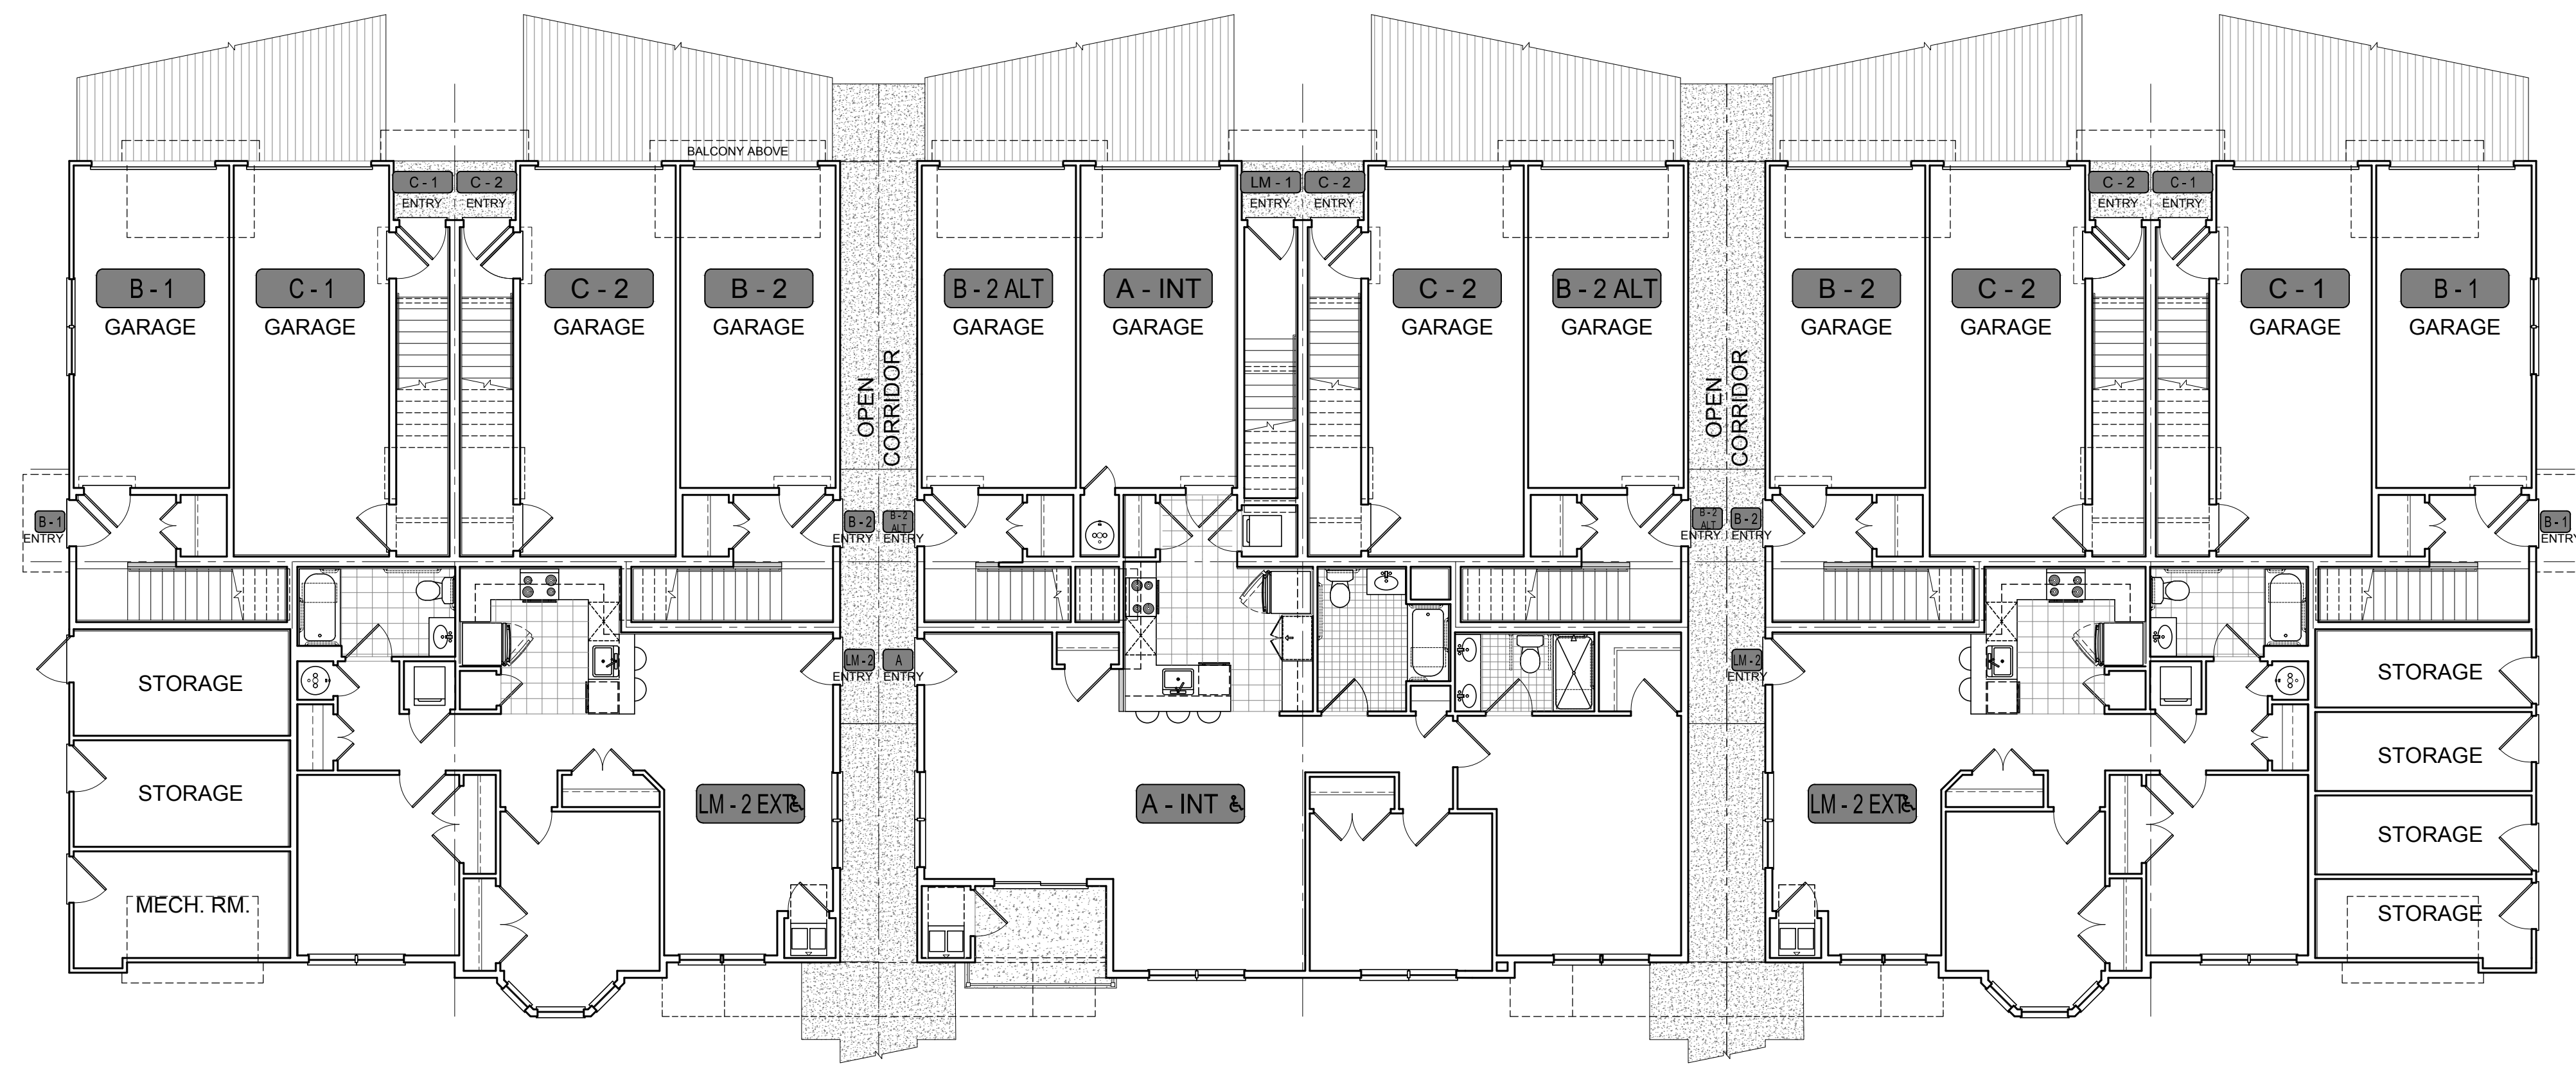 BALCONY ABOVE
C - 1
C - 2
LM - 1
C - 2
C - 2
C - 1
ENTRY
ENTRY
ENTRY
ENTRY
ENTRY
ENTRY
B - 1
GARAGE
C - 1
GARAGE
C - 2
GARAGE
B - 2
GARAGE
B - 2 ALT
GARAGE
A - INT
GARAGE
C - 2
GARAGE
B - 2 ALT
GARAGE
B - 2
GARAGE
C - 2
GARAGE
C - 1
GARAGE
B - 1
GARAGE
OPEN
CORRIDOR
OPEN
CORRIDOR
B - 1
ENTRY
B - 2
ENTRY
B - 2
ALT
ENTRY
B - 2
ALT
ENTRY
B - 2
ENTRY
B - 1
ENTRY
LM - 2
ENTRY
A
ENTRY
LM - 2
ENTRY
STORAGE
STORAGE
MECH. RM.
LM - 2 EXT
A - INT
LM - 2 EXT
STORAGE
STORAGE
STORAGE
STORAGE